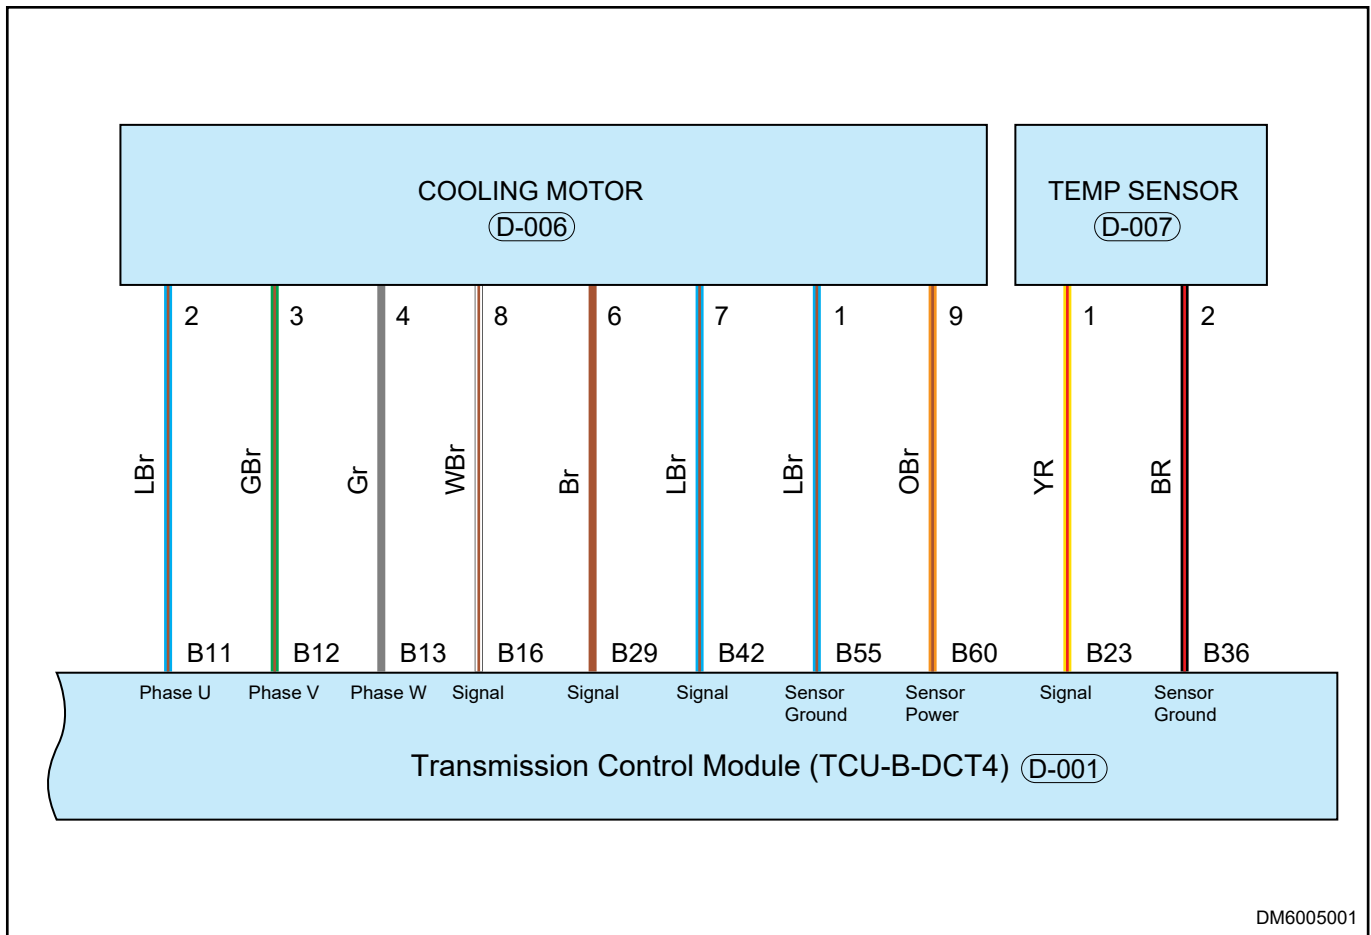 COOLING MOTOR
D-006
TEMP SENSOR
D-007
2 3 4 8 6 7 1 9 1 2
LBr GBr Gr WBr Br LBr LBr OBr YR BR
B11 B12 B13 B16 B29 B42 B55 B60 B23 B36
Phase U Phase V Phase W Signal Signal Signal Sensor Ground Sensor Power Signal Sensor Ground
Transmission Control Module (TCU-B-DCT4) D-001
DM6005001